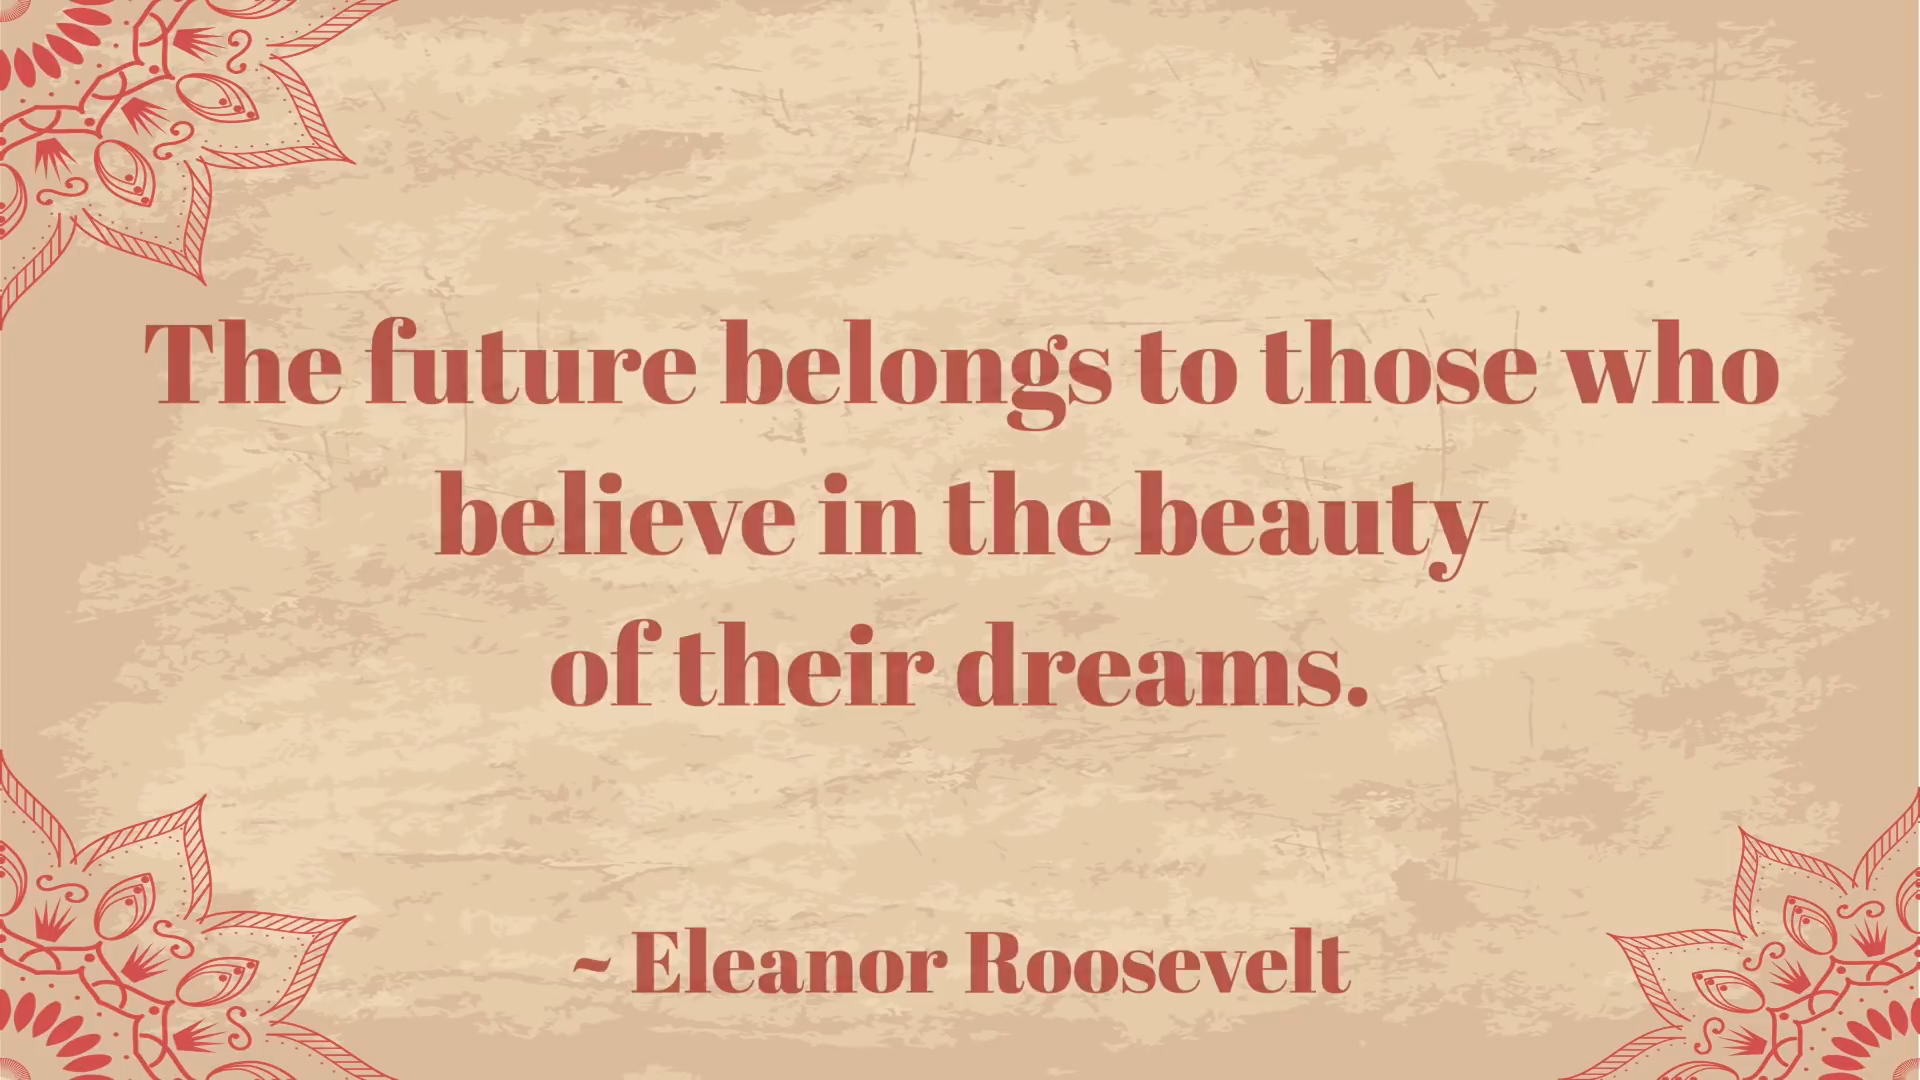 The future belongs to those who
believe in the beauty
of their dreams.
~ Eleanor Roosevelt